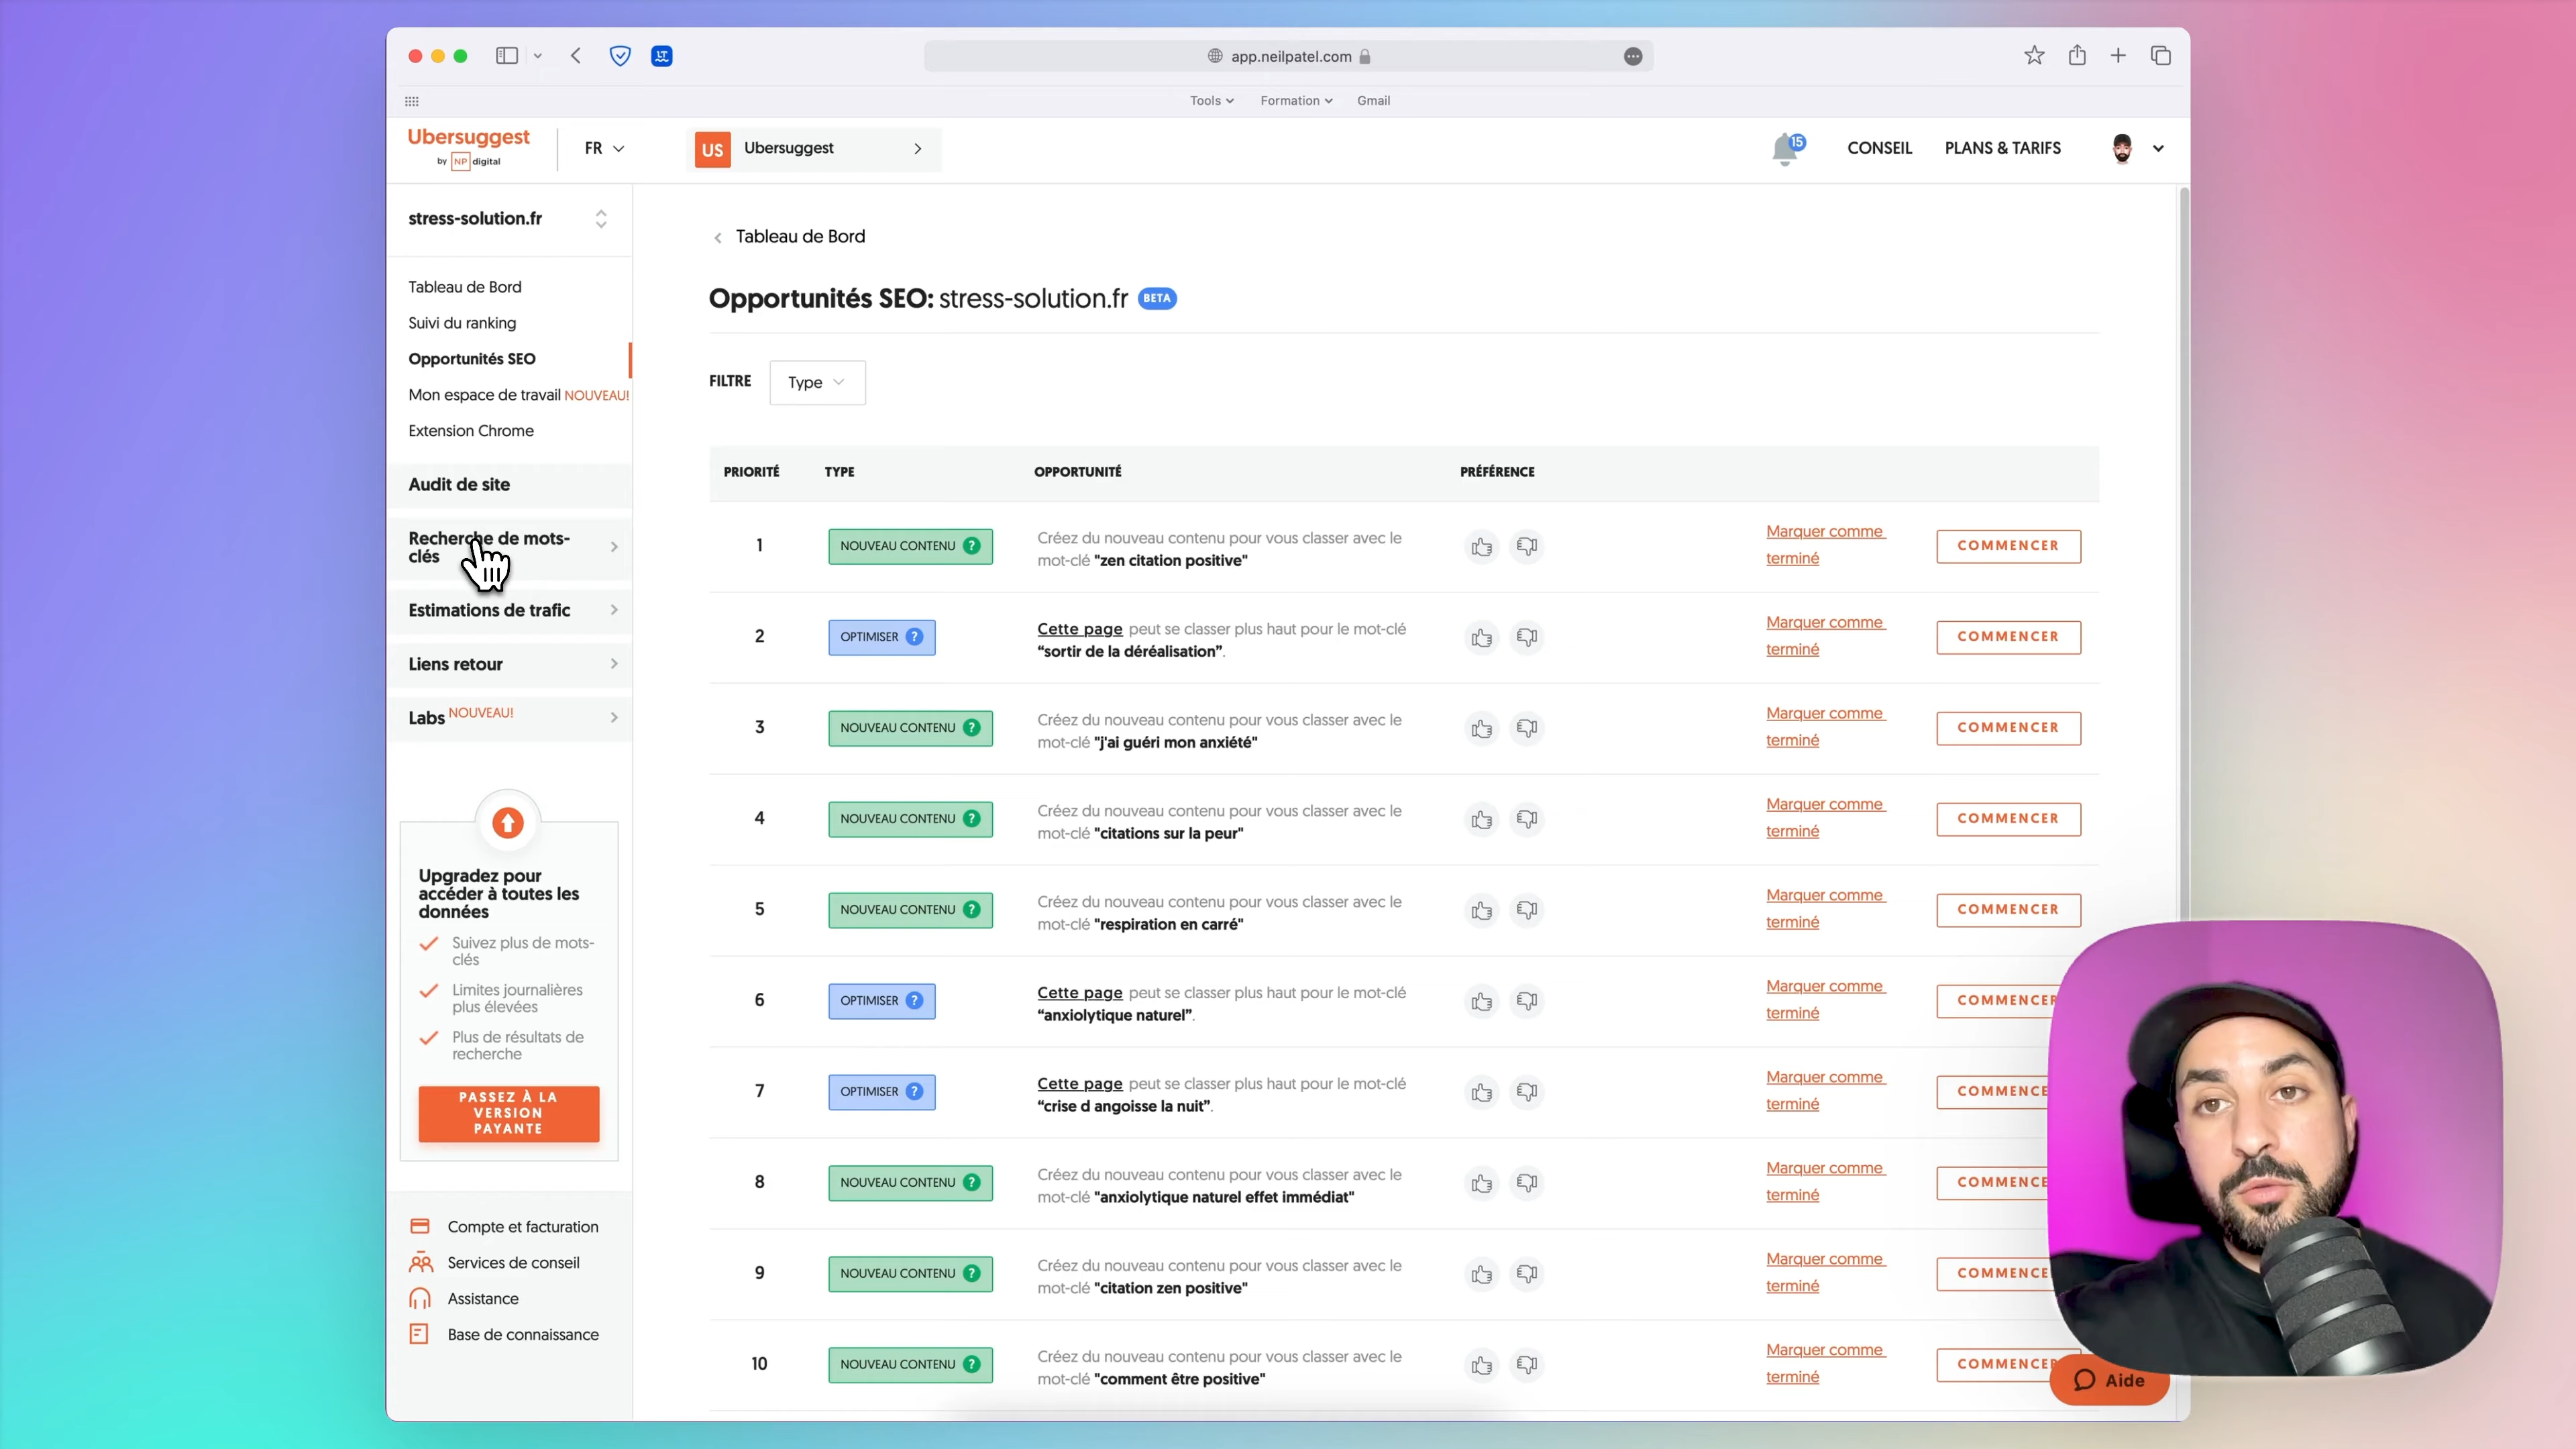 app.neilpatel.com
Tools
Formation
Gmail
Ubersuggest
by NP digital
FR
US
Ubersuggest
15
CONSEIL
PLANS & TARIFS
stress-solution.fr
Tableau de Bord
Suivi du ranking
Opportunités SEO
Mon espace de travail NOUVEAU!
Extension Chrome
Audit de site
Recherche de mots-
clés
Estimations de trafic
Liens retour
Labs NOUVEAU!
Upgradez pour
accéder à toutes les
données
Suivez plus de mots-
clés
Limites journalières
plus élevées
Plus de résultats de
recherche
PASSEZ À LA
VERSION
PAYANTE
Compte et facturation
Services de conseil
Assistance
Base de connaissance
Tableau de Bord
Opportunités SEO: stress-solution.fr BETA
FILTRE
Type
PRIORITÉ
TYPE
OPPORTUNITÉ
PRÉFÉRENCE
1
NOUVEAU CONTENU ?
Créez du nouveau contenu pour vous classer avec le
mot-clé "zen citation positive"
Marquer comme
terminé
COMMENCER
2
OPTIMISER ?
Cette page peut se classer plus haut pour le mot-clé
“sortir de la déréalisation”.
Marquer comme
terminé
COMMENCER
3
NOUVEAU CONTENU ?
Créez du nouveau contenu pour vous classer avec le
mot-clé "j'ai guéri mon anxiété"
Marquer comme
terminé
COMMENCER
4
NOUVEAU CONTENU ?
Créez du nouveau contenu pour vous classer avec le
mot-clé "citations sur la peur"
Marquer comme
terminé
COMMENCER
5
NOUVEAU CONTENU ?
Créez du nouveau contenu pour vous classer avec le
mot-clé "respiration en carré"
Marquer comme
terminé
COMMENCER
6
OPTIMISER ?
Cette page peut se classer plus haut pour le mot-clé
“anxiolytique naturel”.
Marquer comme
terminé
COMMENCER
7
OPTIMISER ?
Cette page peut se classer plus haut pour le mot-clé
“crise d angoisse la nuit”.
Marquer comme
terminé
COMMENCE
8
NOUVEAU CONTENU ?
Créez du nouveau contenu pour vous classer avec le
mot-clé "anxiolytique naturel effet immédiat"
Marquer comme
terminé
COMMENCE
9
NOUVEAU CONTENU ?
Créez du nouveau contenu pour vous classer avec le
mot-clé "citation zen positive"
Marquer comme
terminé
COMMENCE
10
NOUVEAU CONTENU ?
Créez du nouveau contenu pour vous classer avec le
mot-clé "comment être positive"
Marquer comme
terminé
COMMENCER
Aide